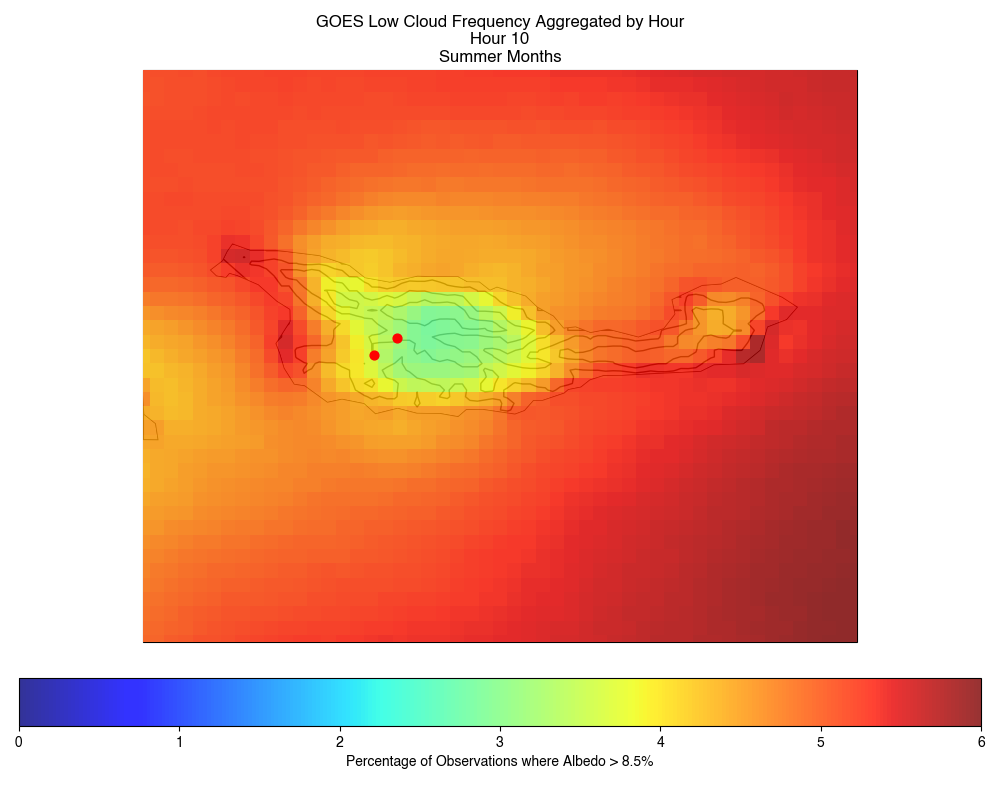 GOES Low Cloud Frequency Aggregated by Hour
Hour 10
Summer Months
0 1 2 3 4 5 6
Percentage of Observations where Albedo > 8.5%